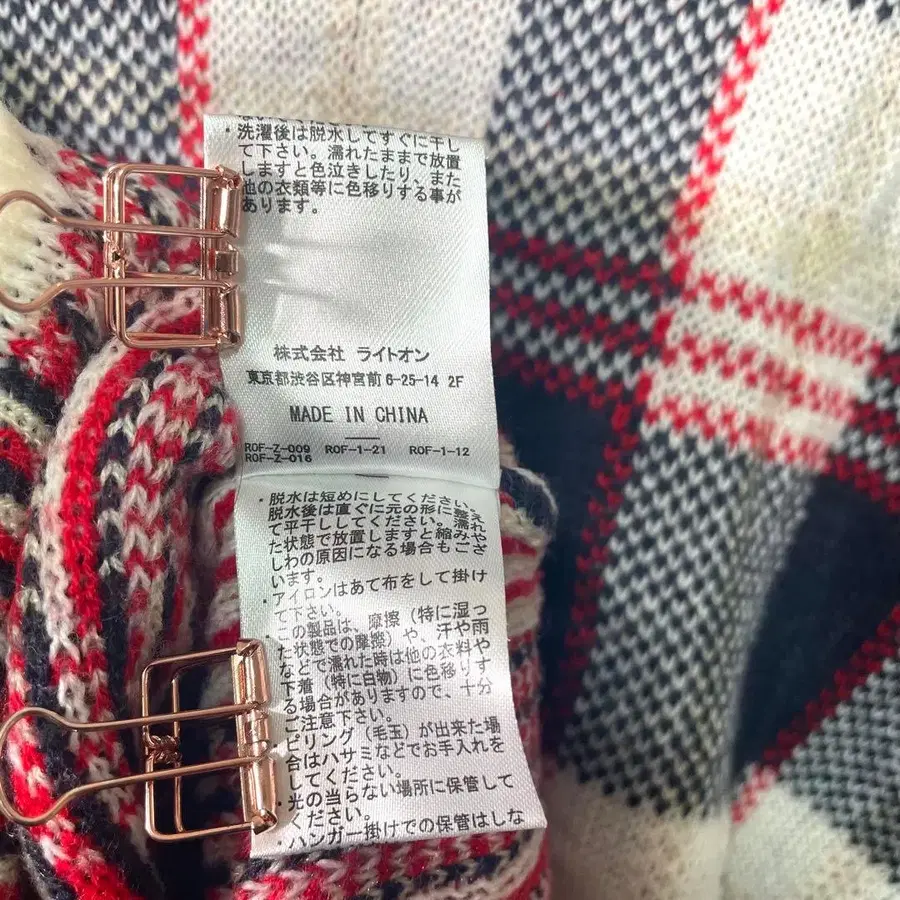 ・洗濯後は脱水してすぐに干し
て下さい。濡れたままで放置
しますと色泣きしたり、また
他の衣類等に色移りする事が
あります。
株式会社 ライトオン
東京都渋谷区神宮前 6-25-14 2F
MADE IN CHINA
ROF-Z-009 ROF-1-21 ROF-1-12
ROF-Z-016
・脱水は短めにしてください。
脱水後は直ぐに元の形に整え
て平干ししてください。濡れ
た状態で放置しますと縮みや
しわの原因になる場合もござ
います。
・アイロンはあて布をして掛け
て下さい。
この製品は、摩擦（特に湿っ
た状態での摩擦）や、汗や雨
などで濡れた時は他の衣料や
下着（特に白物）に色移りす
る場合がありますので、十分
ご注意下さい。
・ピリング（毛玉）が出来た場
合はハサミなどでお手入れを
してください。
・光の当らない場所に保管して
ください。
・ハンガー掛けでの保管はしな